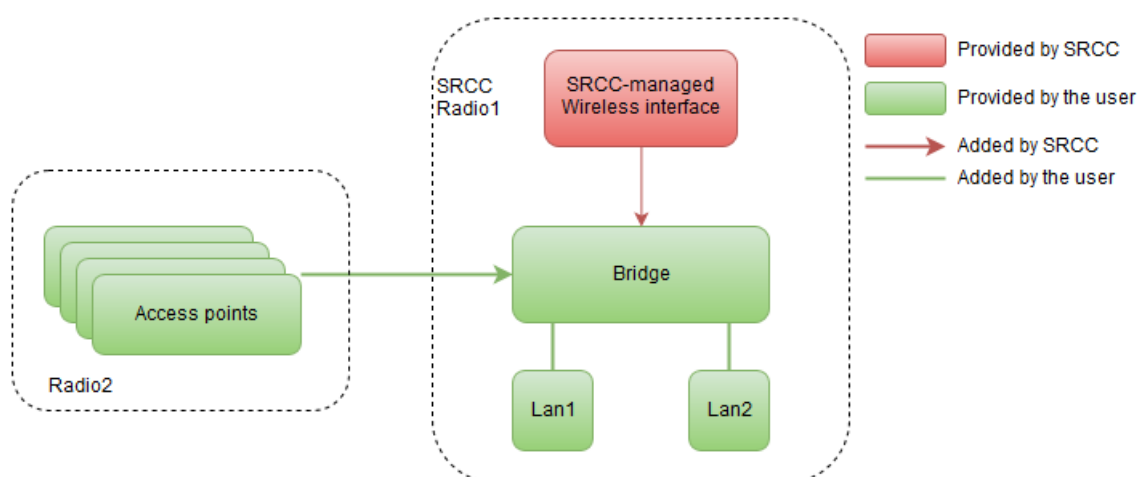 SRCC
Radio1
SRCC-managed
Wireless interface
Bridge
Lan1
Lan2
Access points
Radio2
Provided by SRCC
Provided by the user
Added by SRCC
Added by the user